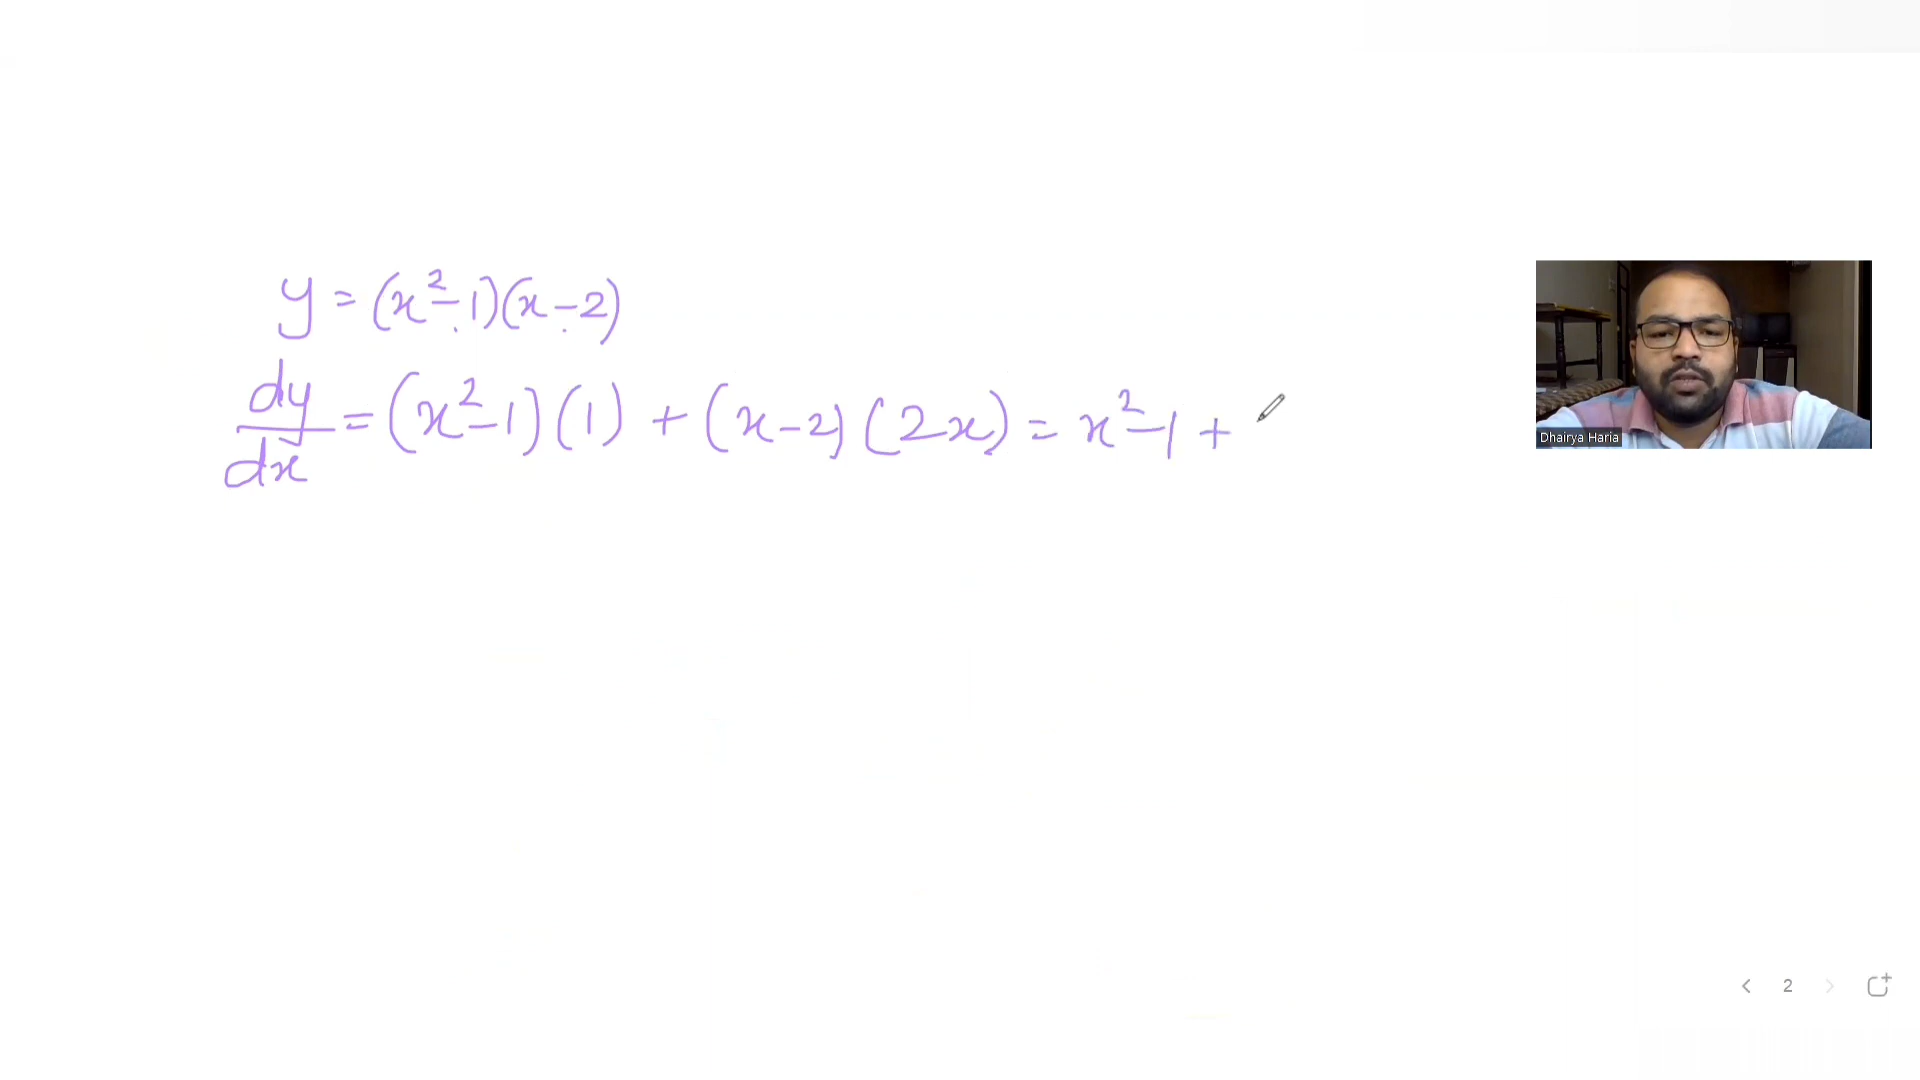 y = (x²-1)(x-2)
dy/dx = (x²-1)(1) + (x-2)(2x) = x²-1 +
Dhairya Haria
2